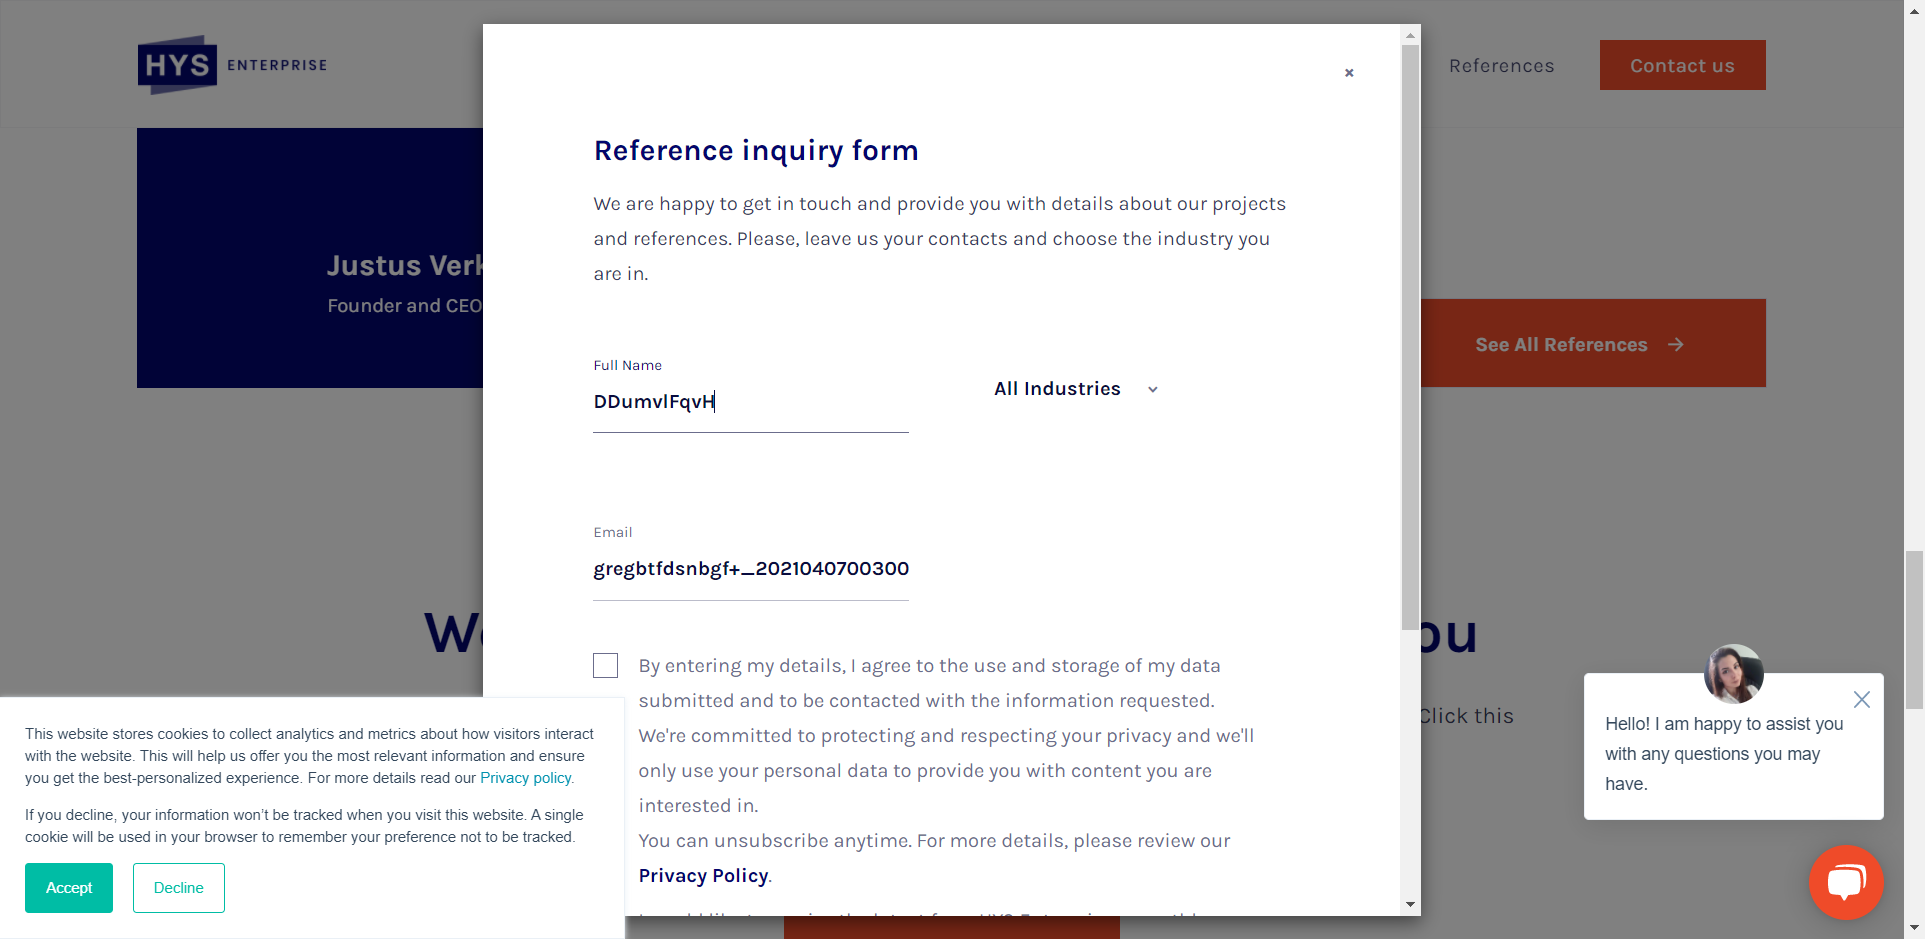 HYS ENTERPRISE
References
Contact us
Justus Verk
Founder and CEO
See All References
Reference inquiry form
We are happy to get in touch and provide you with details about our projects
and references. Please, leave us your contacts and choose the industry you
are in.
Full Name
DDumvlFqvH
All Industries
Email
gregbtfdsnbgf+_2021040700300
By entering my details, I agree to the use and storage of my data
submitted and to be contacted with the information requested.
We're committed to protecting and respecting your privacy and we'll
only use your personal data to provide you with content you are
interested in.
You can unsubscribe anytime. For more details, please review our
Privacy Policy.
ou
Click this
This website stores cookies to collect analytics and metrics about how visitors interact
with the website. This will help us offer you the most relevant information and ensure
you get the best-personalized experience. For more details read our Privacy policy.
If you decline, your information won’t be tracked when you visit this website. A single
cookie will be used in your browser to remember your preference not to be tracked.
Accept
Decline
Hello! I am happy to assist you
with any questions you may
have.